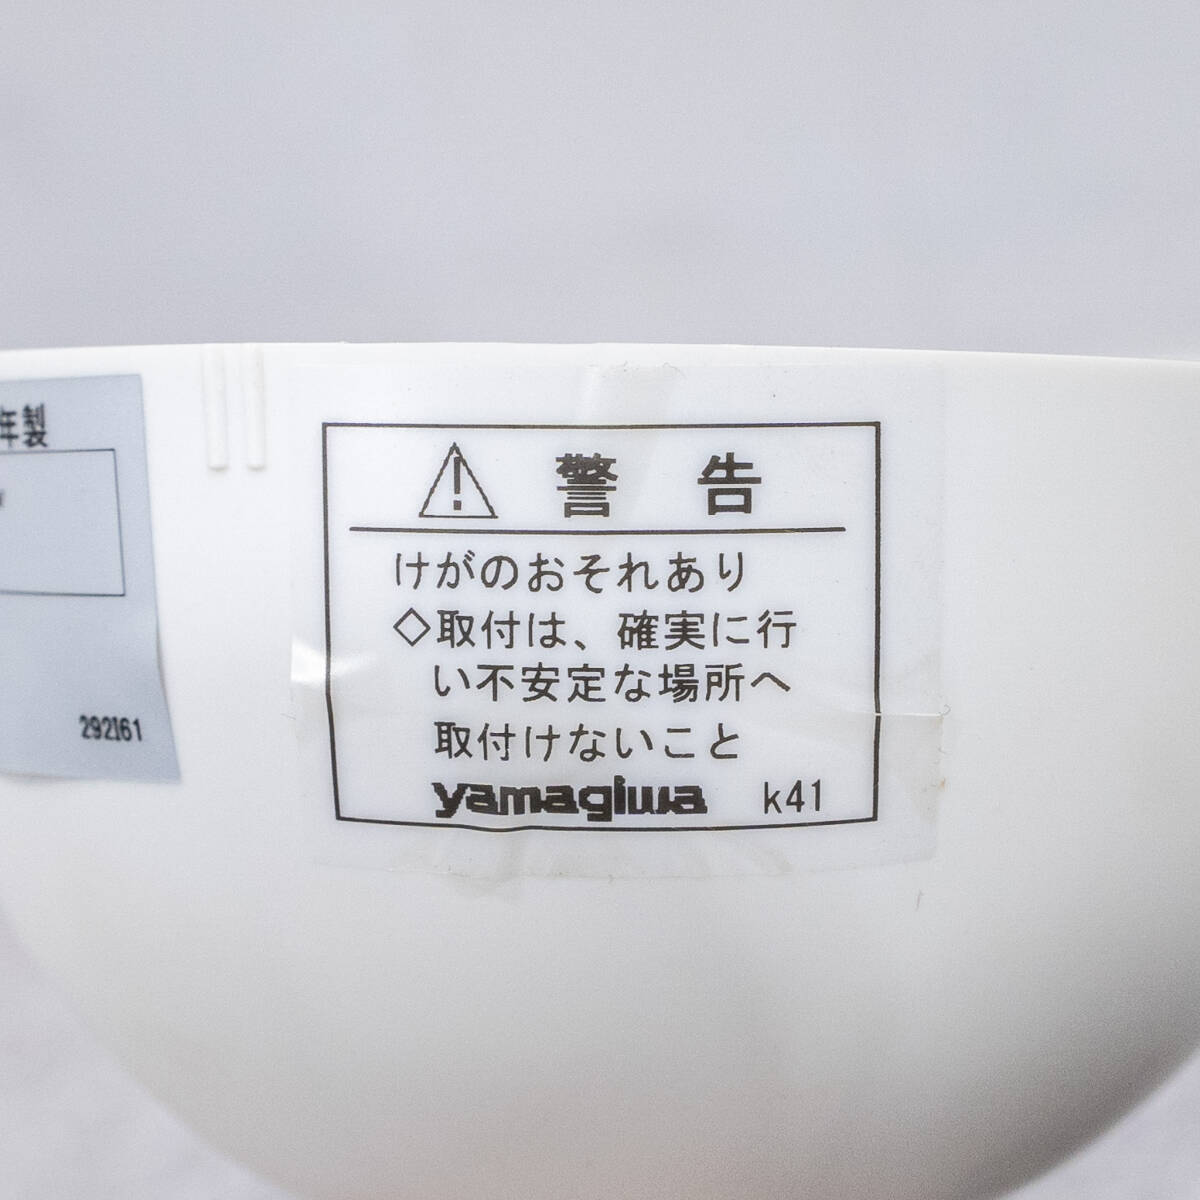 年製
292161
警告
けがのおそれあり
◇取付は、確実に行
い不安定な場所へ
取付けないこと
yamagiwa k41